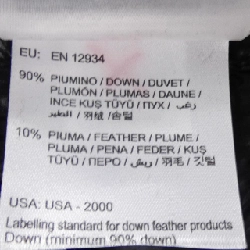 EU: EN 12934
90% PIUMINO / DOWN / DUVET /
PLUMÓN / PLUMAS / DAUNE /
INCE KUŞ TÜYÜ / ПУХ / زغب /
羽绒 / 솜털
10% PIUMA / FEATHER / PLUME /
PLUMA / PENA / FEDER / KUŞ
TÜYÜ / ПЕРО / ريش / 羽毛 / 깃털
USA: USA - 2000
Labelling standard for down feather products
Down (minimum 90% down)